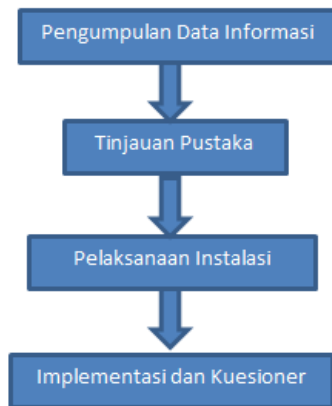 Pengumpulan Data Informasi
Tinjauan Pustaka
Pelaksanaan Instalasi
Implementasi dan Kuesioner